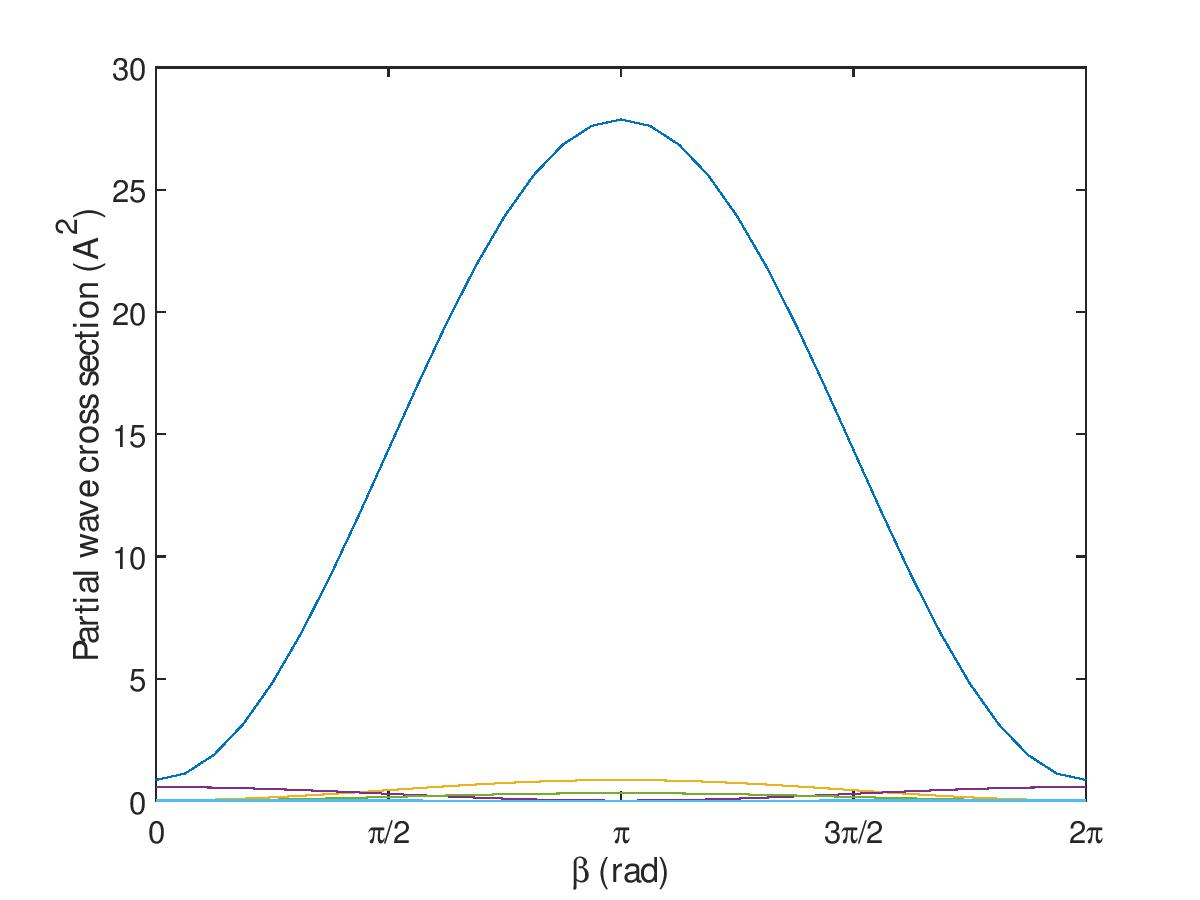 Partial wave cross section (A²)
30
25
20
15
10
5
0
0 π/2 π 3π/2 2π
β (rad)